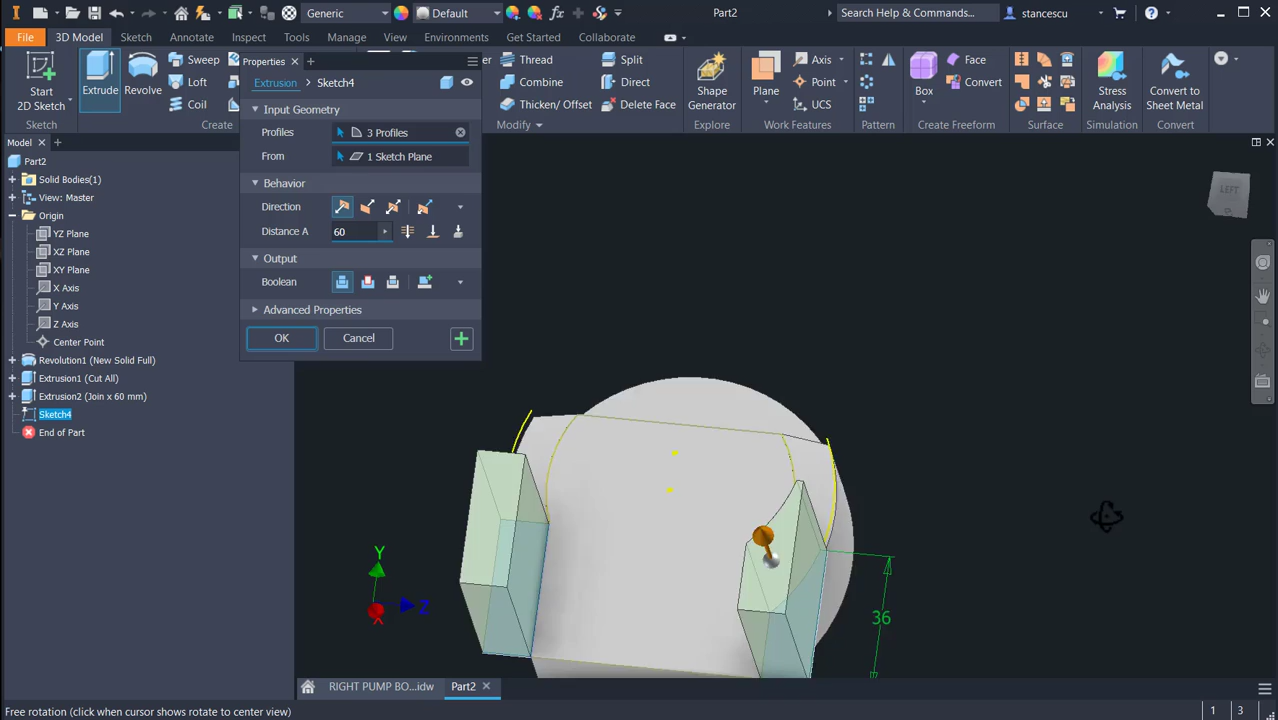 Generic
Default
Part2
Search Help & Commands...
stancescu
File
3D Model
Sketch
Annotate
Inspect
Tools
Manage
View
Environments
Get Started
Collaborate
Start
2D Sketch
Extrude
Revolve
Sweep
Loft
Coil
Thread
Combine
Thicken/ Offset
Split
Direct
Delete Face
Shape
Generator
Plane
Axis
Point
UCS
Box
Face
Convert
Stress
Analysis
Convert to
Sheet Metal
Sketch
Create
Modify
Explore
Work Features
Pattern
Create Freeform
Surface
Simulation
Convert
Properties
Extrusion > Sketch4
Input Geometry
Profiles
3 Profiles
From
1 Sketch Plane
Behavior
Direction
Distance A
60
Output
Boolean
Advanced Properties
OK
Cancel
Model
Part2
Solid Bodies(1)
View: Master
Origin
YZ Plane
XZ Plane
XY Plane
X Axis
Y Axis
Z Axis
Center Point
Revolution1 (New Solid Full)
Extrusion1 (Cut All)
Extrusion2 (Join x 60 mm)
Sketch4
End of Part
LEFT
Y
Z
X
36
RIGHT PUMP BO...idw
Part2
Free rotation (click when cursor shows rotate to center view)
1
3